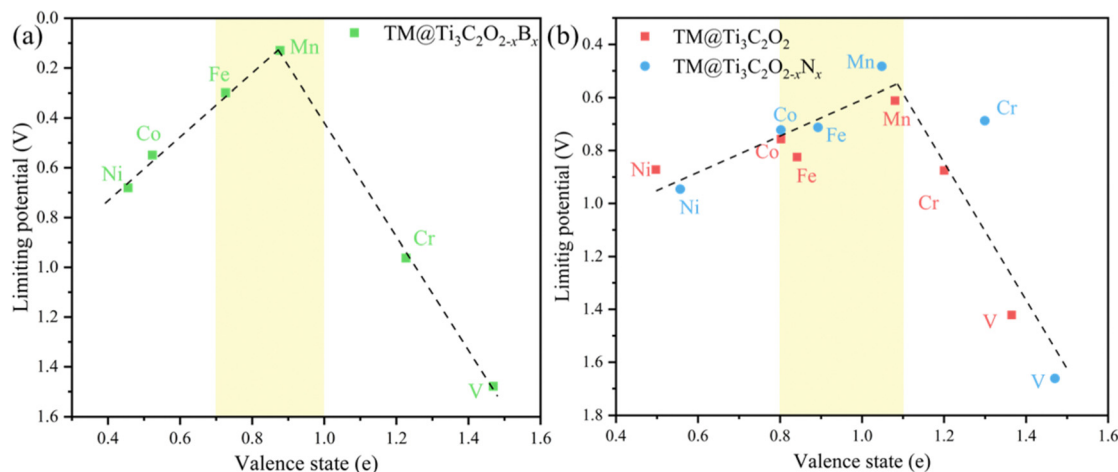 (a)
TM@Ti₃C₂O₂₋ₓBₓ
Limiting potential (V)
0.0
0.2
0.4
0.6
0.8
1.0
1.2
1.4
1.6
Ni
Co
Fe
Mn
Cr
V
0.4 0.6 0.8 1.0 1.2 1.4 1.6
Valence state (e)
(b)
TM@Ti₃C₂O₂
TM@Ti₃C₂O₂₋ₓNₓ
Limitig potential (V)
0.4
0.6
0.8
1.0
1.2
1.4
1.6
1.8
Mn
Cr
Co
Fe
Mn
Co
Fe
Ni
Ni
Cr
V
V
0.4 0.6 0.8 1.0 1.2 1.4 1.6
Valence state (e)